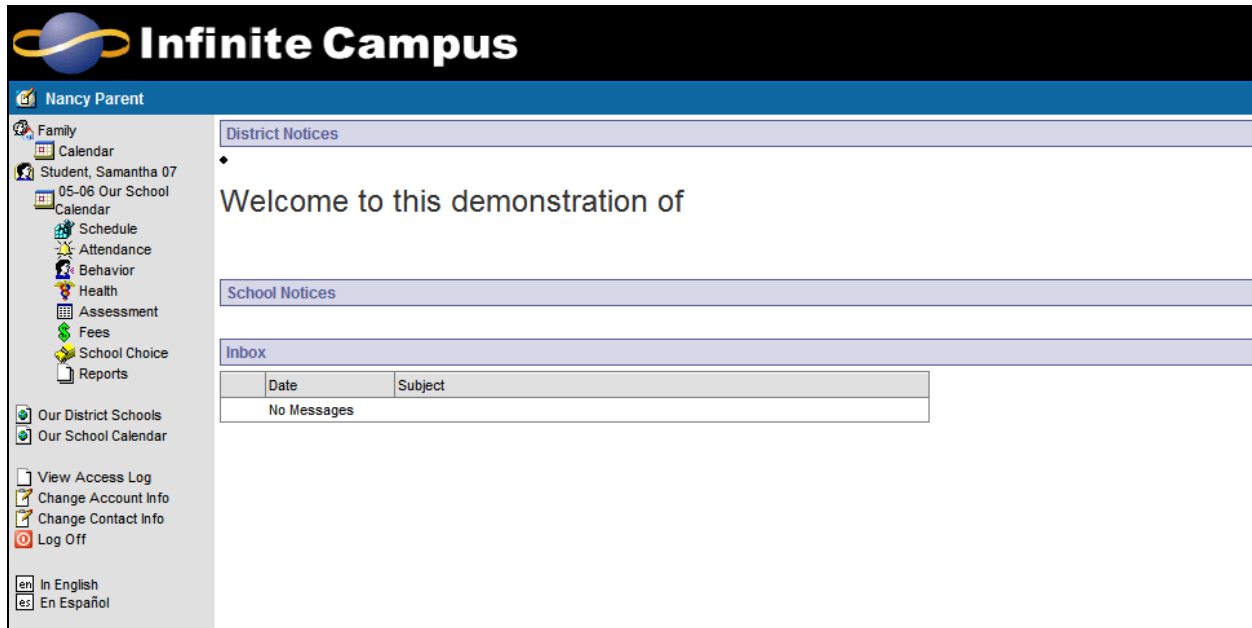 Infinite Campus
Nancy Parent
Family
Calendar
Student, Samantha 07
05-06 Our School
Calendar
Schedule
Attendance
Behavior
Health
Assessment
Fees
School Choice
Reports
Our District Schools
Our School Calendar
View Access Log
Change Account Info
Change Contact Info
Log Off
en In English
es En Español
District Notices
Welcome to this demonstration of
School Notices
Inbox
Date Subject
No Messages